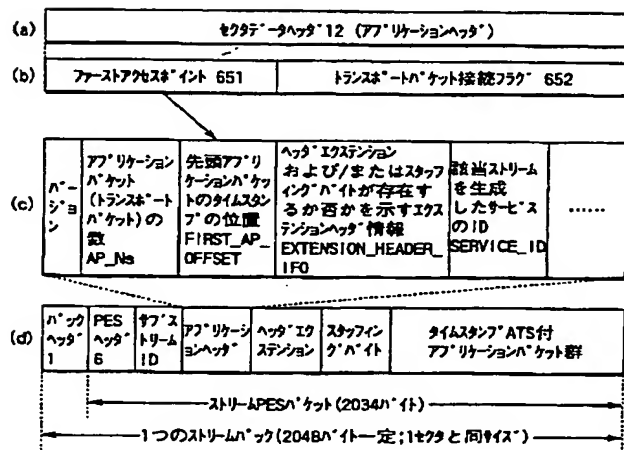 (a) セクタデータヘッダ12 (アプリケーションヘッダ)
(b) ファーストアクセスポイント 651 トランスポートパケット接続フラグ 652
(c)
バージョン
アプリケーション
パケット
(トランスポート
パケット)の
数
AP_Ns
先頭アプリ
ケーションパケッ
トのタイムスタ
ンプの位置
FIRST_AP_
OFFSET
ヘッダエクステンション
および/またはスタッフ
ィングバイトが存在す
るか否かを示すエクス
テンションヘッダ情報
EXTENSION_HEADER_
IFO
該当ストリーム
を生成
したサービス
のID
SERVICE_ID
……
(d)
パック
ヘッダ
1
PES
ヘッダ
6
サブス
トリーム
ID
アプリケーシ
ョンヘッダ
ヘッダエク
ステンション
スタッフィン
グバイト
タイムスタンプATS付
アプリケーションパケット群
ストリームPESパケット(2034バイト)
1つのストリームパック(2048バイト一定;1セクタと同サイズ)